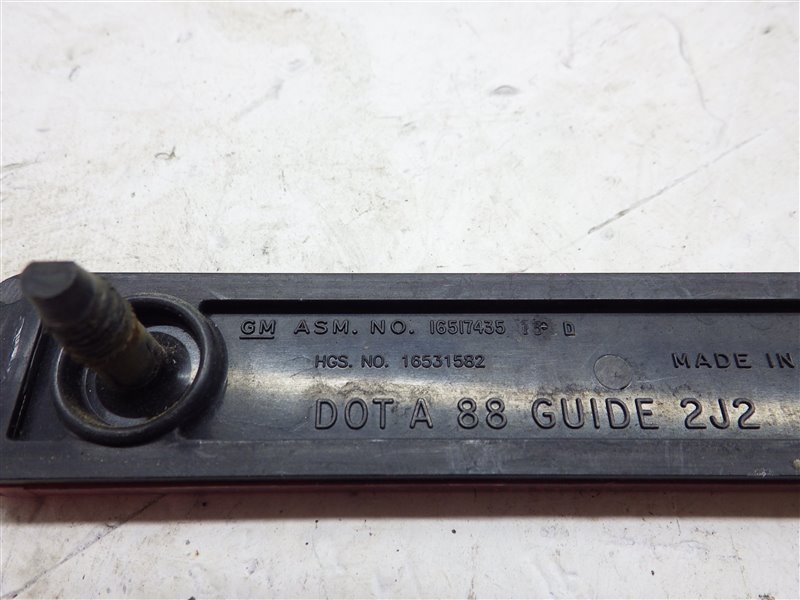 GM ASM. NO. 16517435 D
HGS. NO. 16531582
MADE IN
DOT A 88 GUIDE 2J2